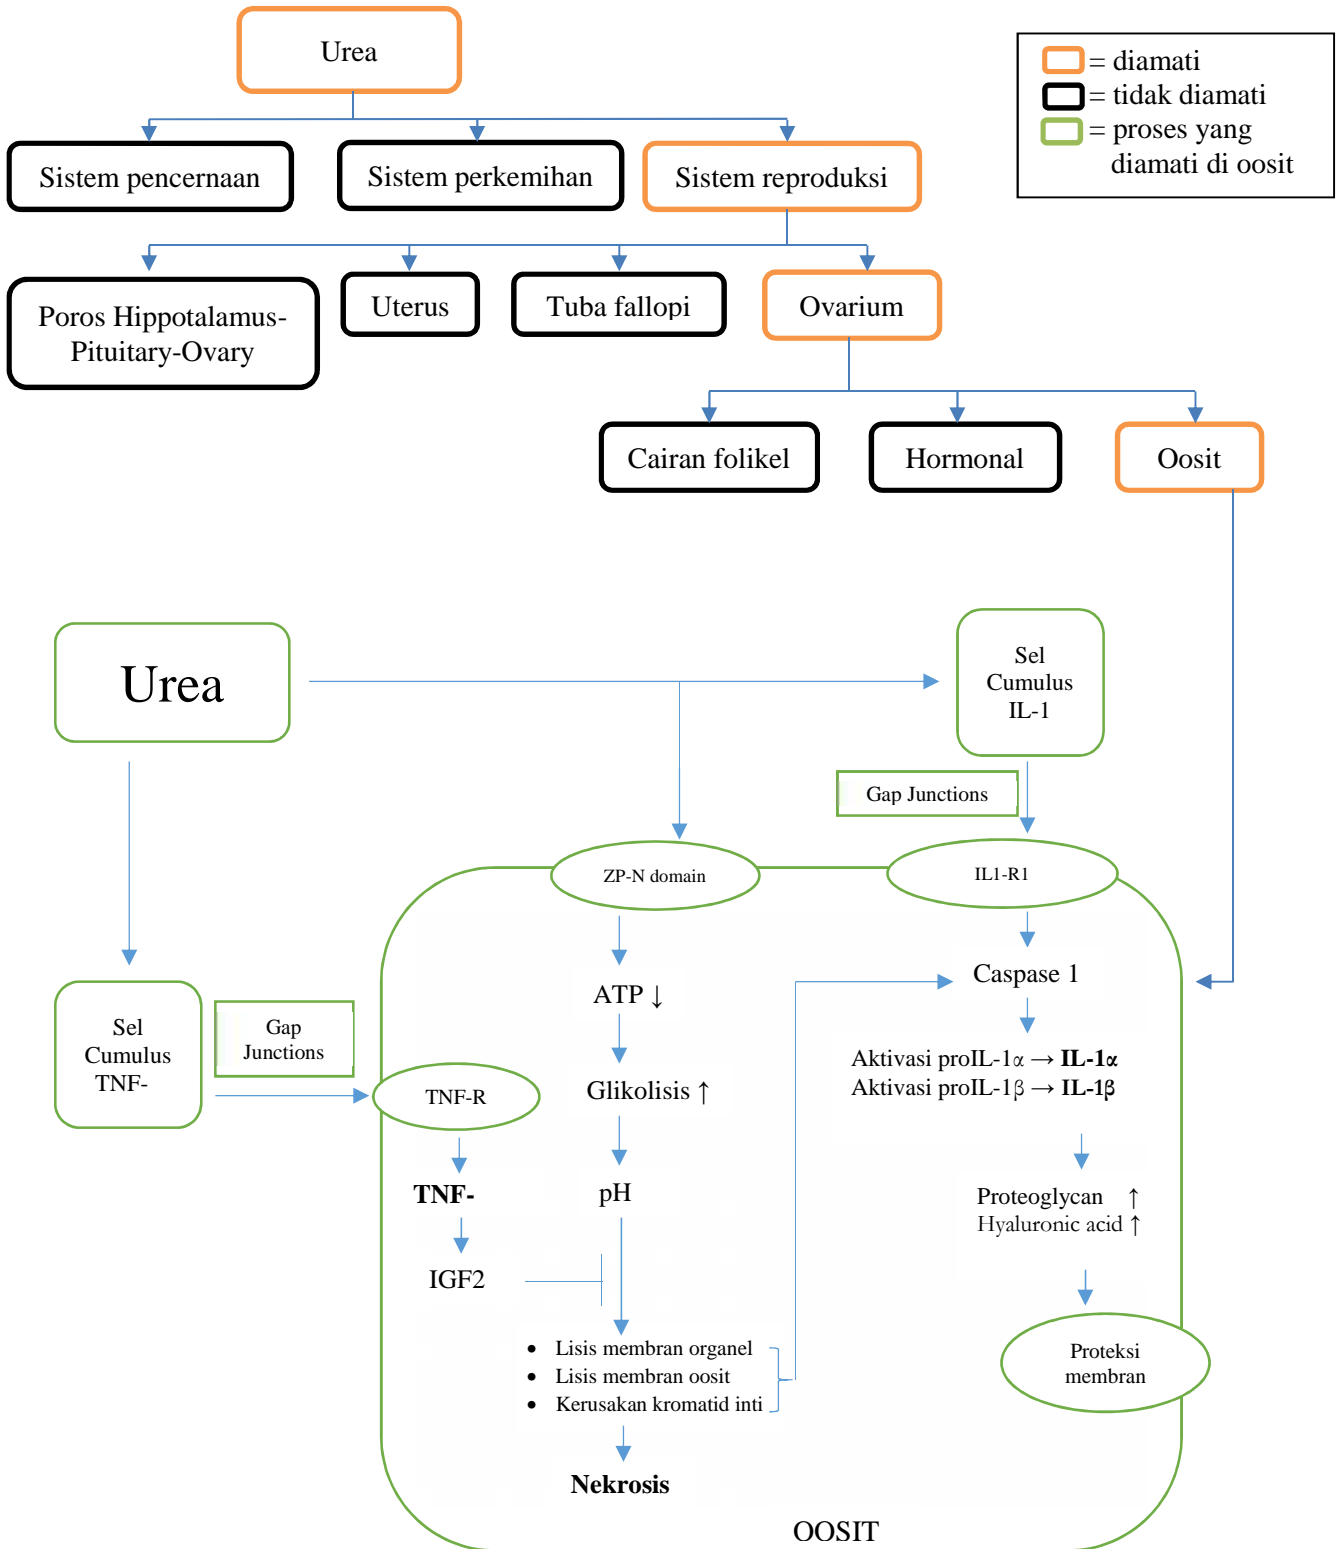 Urea
= diamati
= tidak diamati
= proses yang
diamati di oosit
Sistem pencernaan
Sistem perkemihan
Sistem reproduksi
Poros Hippotalamus-
Pituitary-Ovary
Uterus
Tuba fallopi
Ovarium
Cairan folikel
Hormonal
Oosit
Urea
Sel
Cumulus
IL-1
Gap Junctions
ZP-N domain
IL1-R1
Sel
Cumulus
TNF-
Gap
Junctions
TNF-R
ATP ↓
Glikolisis ↑
pH
Caspase 1
Aktivasi proIL-1α → IL-1α
Aktivasi proIL-1β → IL-1β
TNF-
IGF2
Proteoglycan ↑
Hyaluronic acid ↑
• Lisis membran organel
• Lisis membran oosit
• Kerusakan kromatid inti
Proteksi
membran
Nekrosis
OOSIT